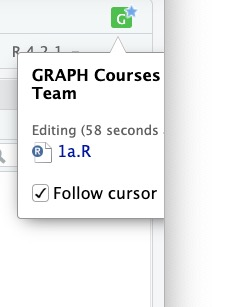 G
R 4.2.1
GRAPH Courses
Team
Editing (58 seconds
R 1a.R
Follow cursor